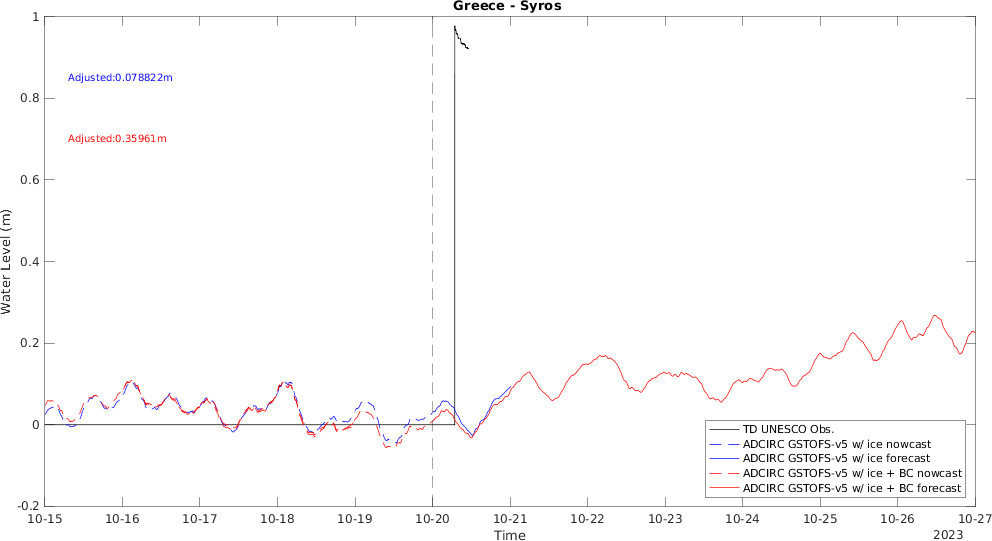 Greece - Syros
1
Adjusted:0.078822m
0.8
Adjusted:0.35961m
0.6
Water Level (m)
0.4
0.2
0
TD UNESCO Obs.
ADCIRC GSTOFS-v5 w/ ice nowcast
ADCIRC GSTOFS-v5 w/ ice forecast
ADCIRC GSTOFS-v5 w/ ice + BC nowcast
ADCIRC GSTOFS-v5 w/ ice + BC forecast
-0.2
10-15 10-16 10-17 10-18 10-19 10-20 10-21 10-22 10-23 10-24 10-25 10-26 10-27
Time
2023